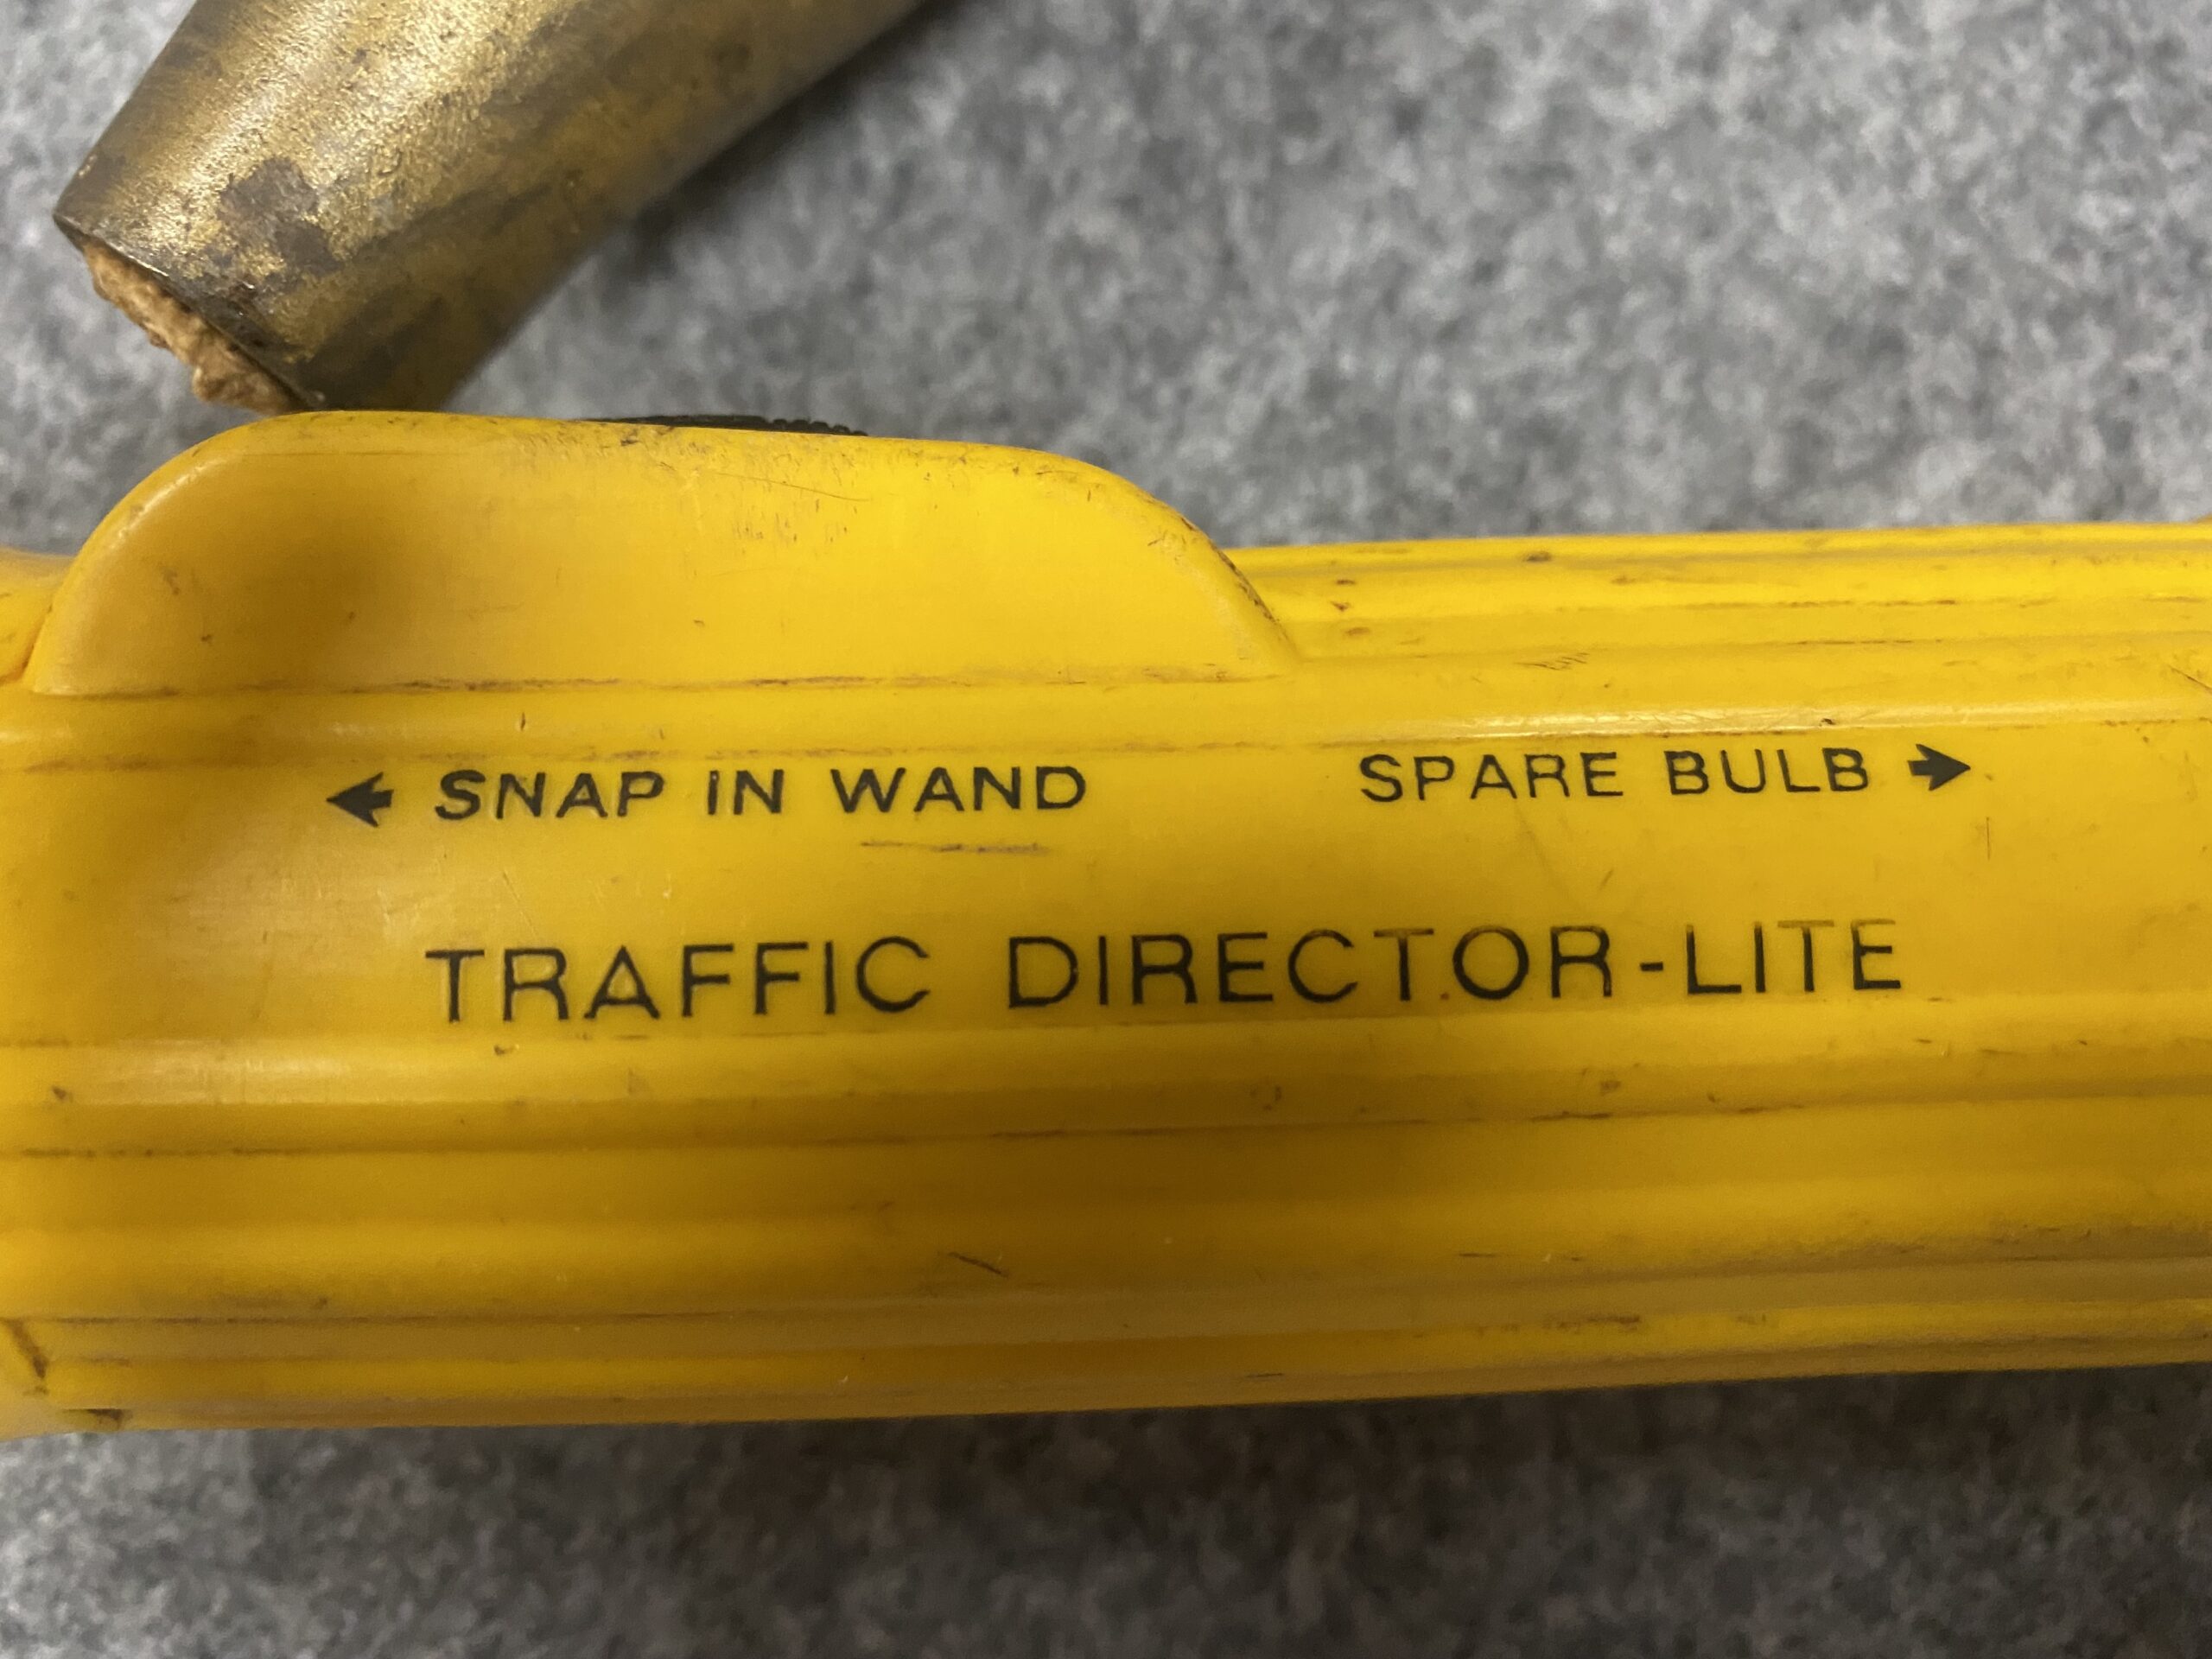 ← SNAP IN WAND
SPARE BULB →
TRAFFIC DIRECTOR-LITE